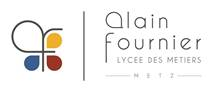 alain
fournier
LYCEE DES METIERS
METZ